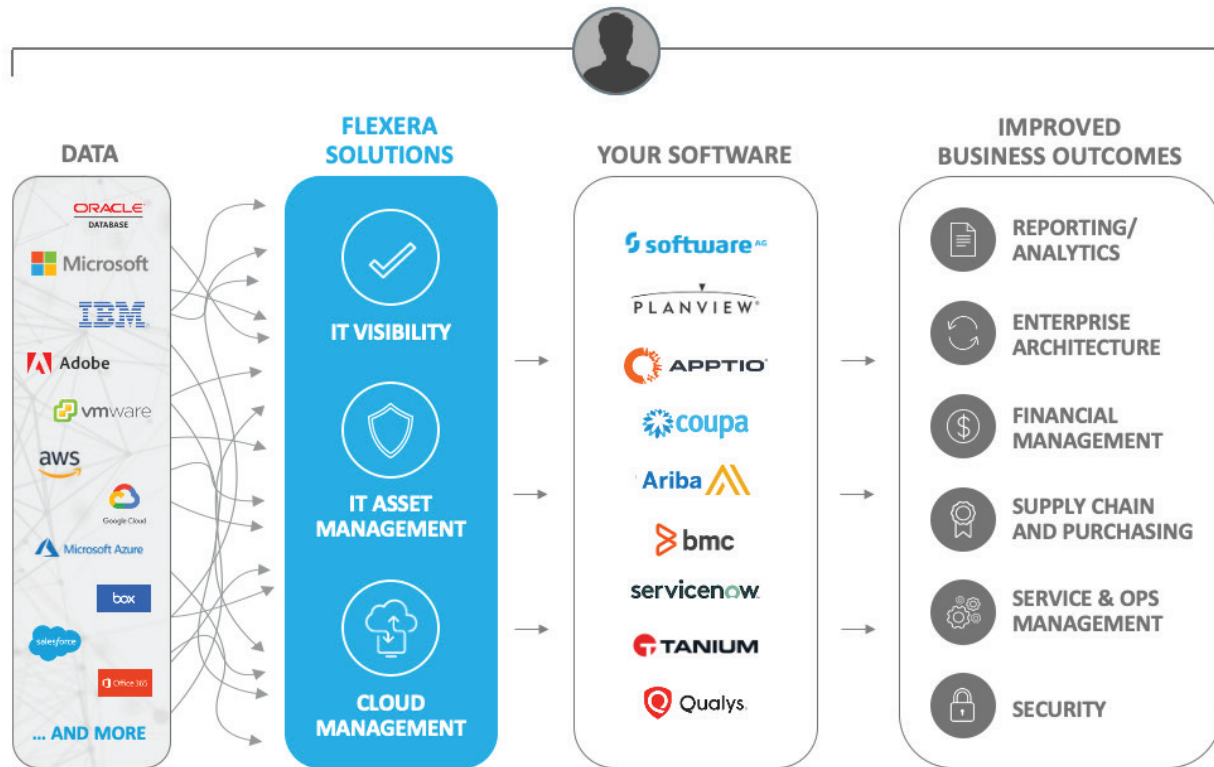 DATA
ORACLE
DATABASE
Microsoft
IBM
Adobe
vmware
aws
Google Cloud
Microsoft Azure
box
salesforce
Office 365
... AND MORE
FLEXERA
SOLUTIONS
IT VISIBILITY
IT ASSET
MANAGEMENT
CLOUD
MANAGEMENT
YOUR SOFTWARE
software AG
PLANVIEW
APPTIO
coupa
Ariba
bmc
servicenow
TANIUM
Qualys
IMPROVED
BUSINESS OUTCOMES
REPORTING/
ANALYTICS
ENTERPRISE
ARCHITECTURE
FINANCIAL
MANAGEMENT
SUPPLY CHAIN
AND PURCHASING
SERVICE & OPS
MANAGEMENT
SECURITY